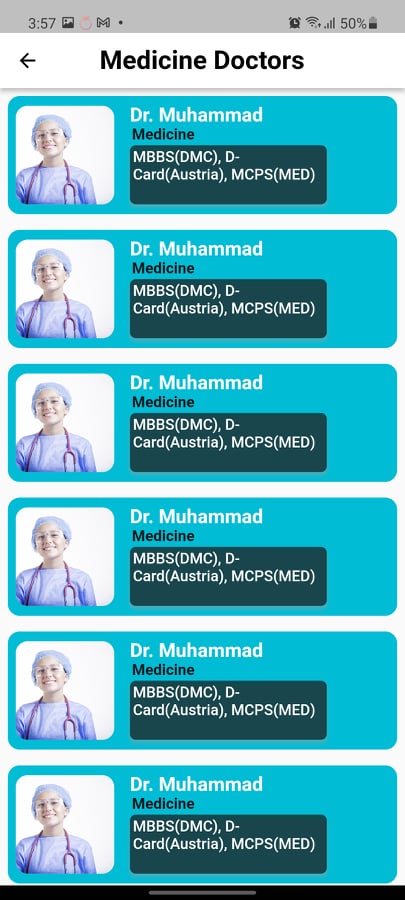 3:57 50%
Medicine Doctors
Dr. Muhammad
Medicine
MBBS(DMC), D-
Card(Austria), MCPS(MED)
Dr. Muhammad
Medicine
MBBS(DMC), D-
Card(Austria), MCPS(MED)
Dr. Muhammad
Medicine
MBBS(DMC), D-
Card(Austria), MCPS(MED)
Dr. Muhammad
Medicine
MBBS(DMC), D-
Card(Austria), MCPS(MED)
Dr. Muhammad
Medicine
MBBS(DMC), D-
Card(Austria), MCPS(MED)
Dr. Muhammad
Medicine
MBBS(DMC), D-
Card(Austria), MCPS(MED)